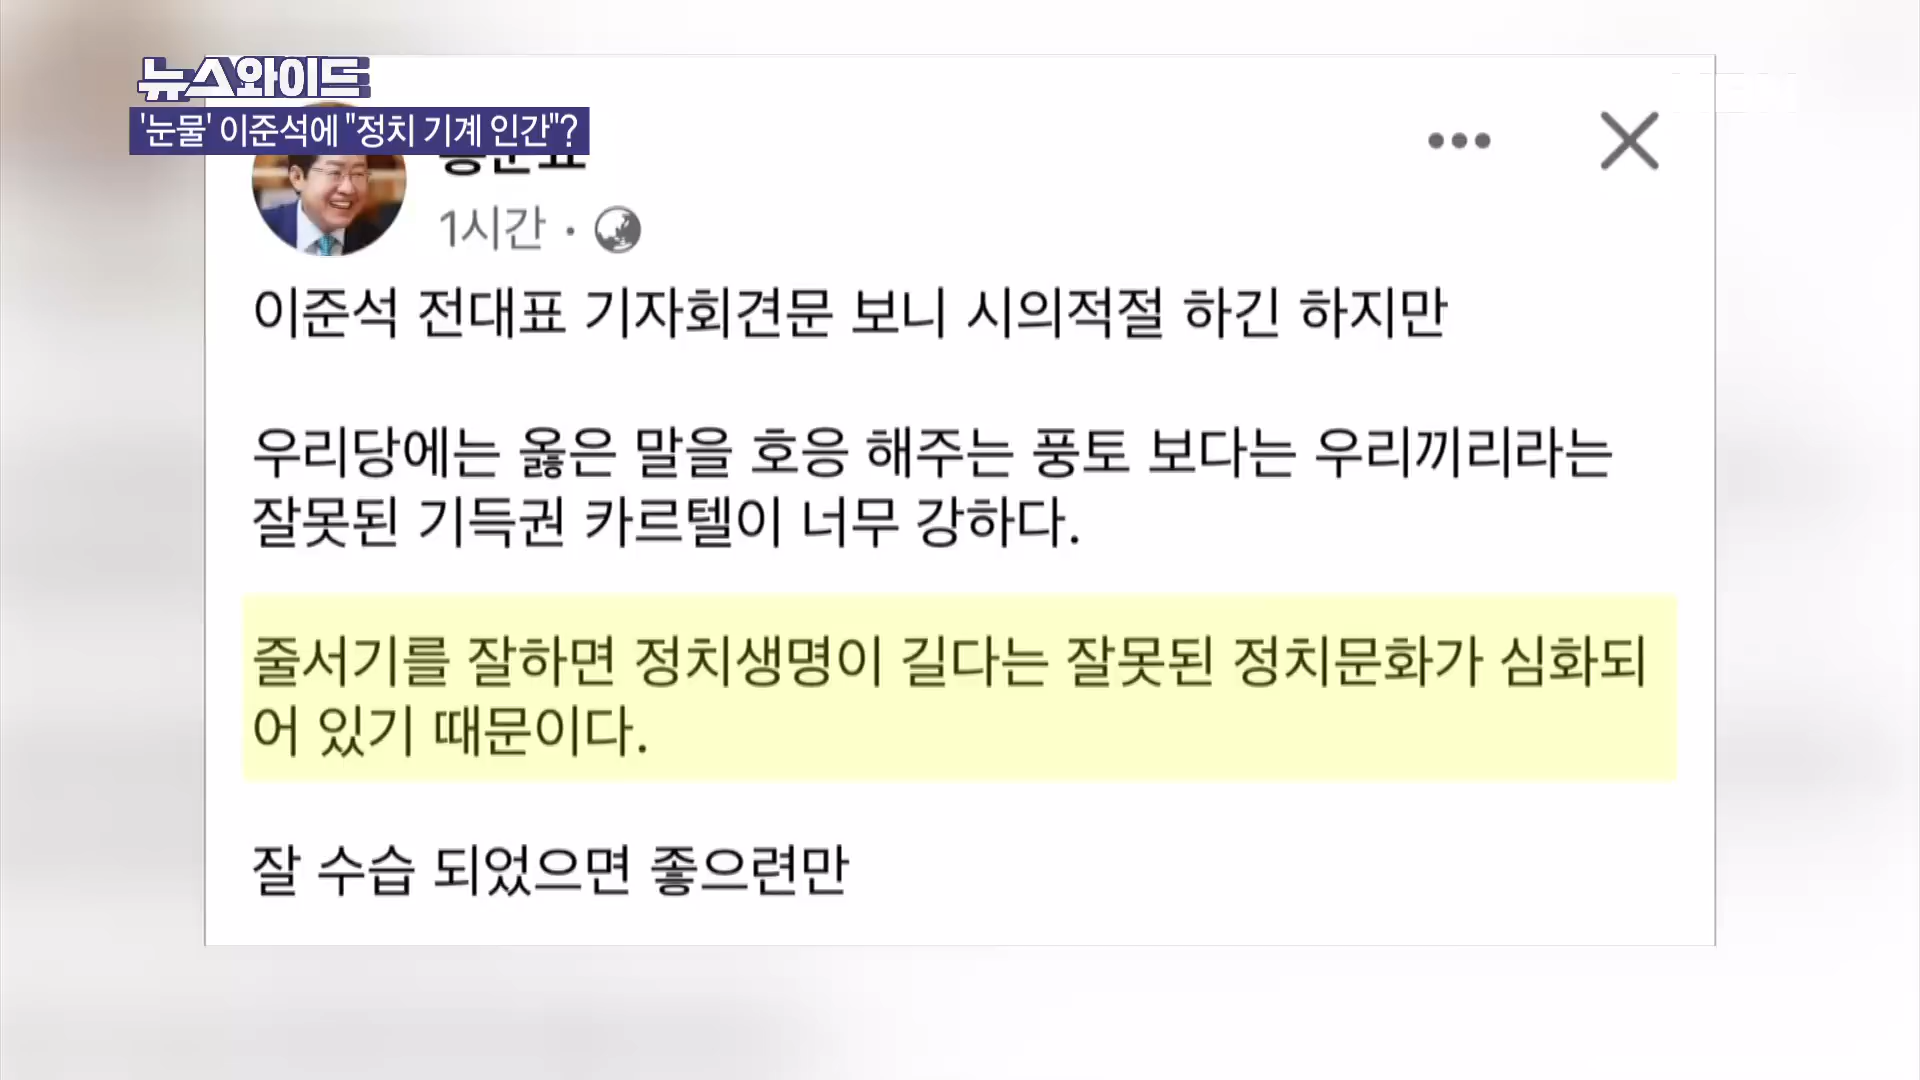 뉴스와이드
'눈물' 이준석에 "정치 기계 인간"?
1시간 ·
이준석 전대표 기자회견문 보니 시의적절 하긴 하지만
우리당에는 옳은 말을 호응 해주는 풍토 보다는 우리끼리라는
잘못된 기득권 카르텔이 너무 강하다.
줄서기를 잘하면 정치생명이 길다는 잘못된 정치문화가 심화되
어 있기 때문이다.
잘 수습 되었으면 좋으련만